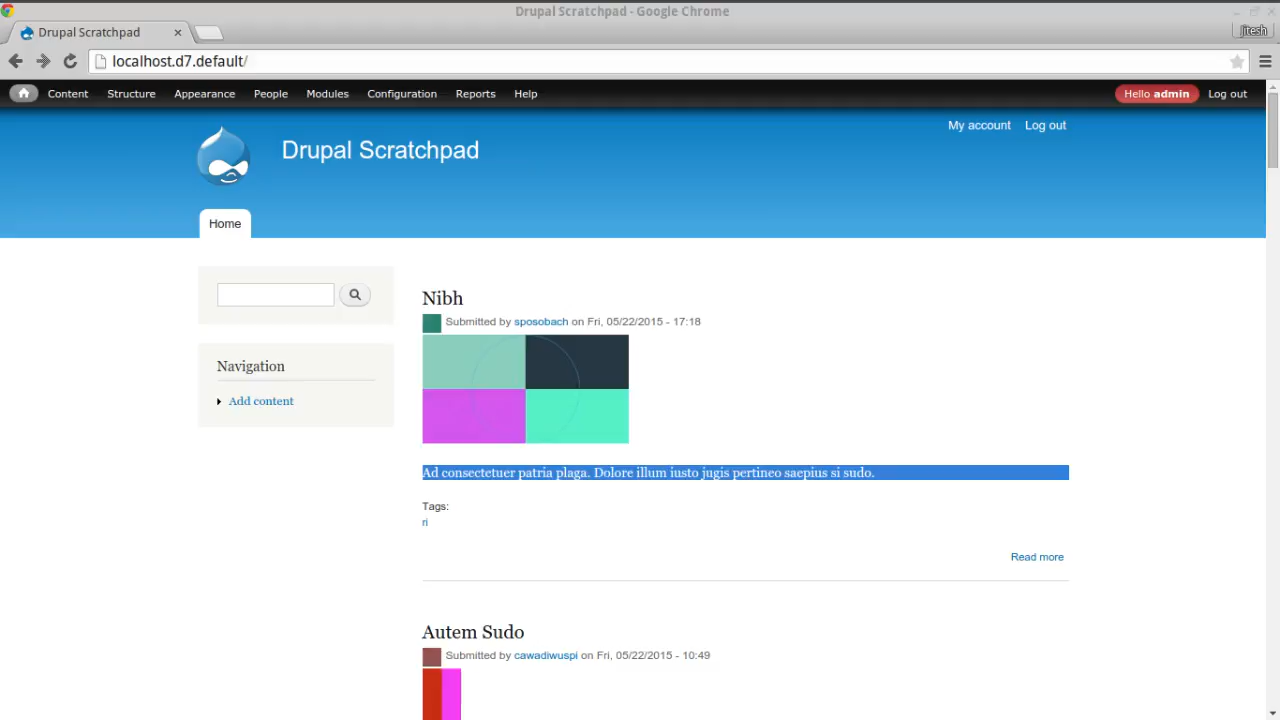 Drupal Scratchpad - Google Chrome
Drupal Scratchpad
jitesh
localhost.d7.default/
Content Structure Appearance People Modules Configuration Reports Help
Hello admin Log out
My account Log out
Drupal Scratchpad
Home
Navigation
Add content
Nibh
Submitted by sposobach on Fri, 05/22/2015 - 17:18
Ad consectetuer patria plaga. Dolore illum iusto jugis pertineo saepius si sudo.
Tags:
ri
Read more
Autem Sudo
Submitted by cawadiwuspi on Fri, 05/22/2015 - 10:49